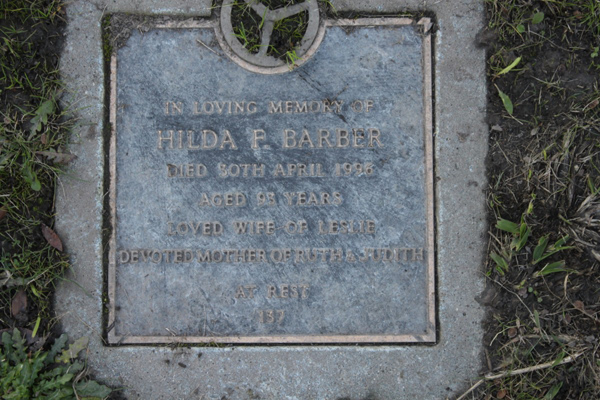 IN LOVING MEMORY OF
HILDA P. BARBER
DIED 30TH APRIL 1996
AGED 93 YEARS
LOVED WIFE OF LESLIE
DEVOTED MOTHER OF RUTH & JUDITH
AT REST
137